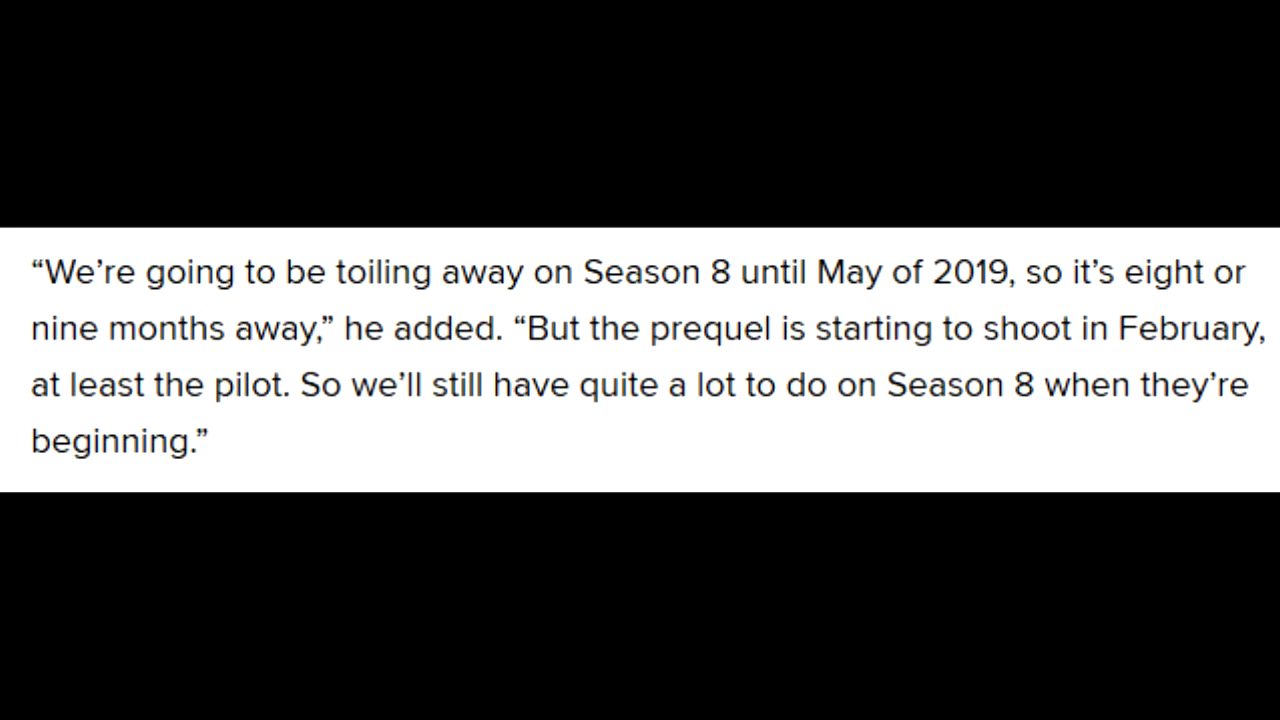 “We’re going to be toiling away on Season 8 until May of 2019, so it’s eight or
nine months away,” he added. “But the prequel is starting to shoot in February,
at least the pilot. So we’ll still have quite a lot to do on Season 8 when they’re
beginning.”